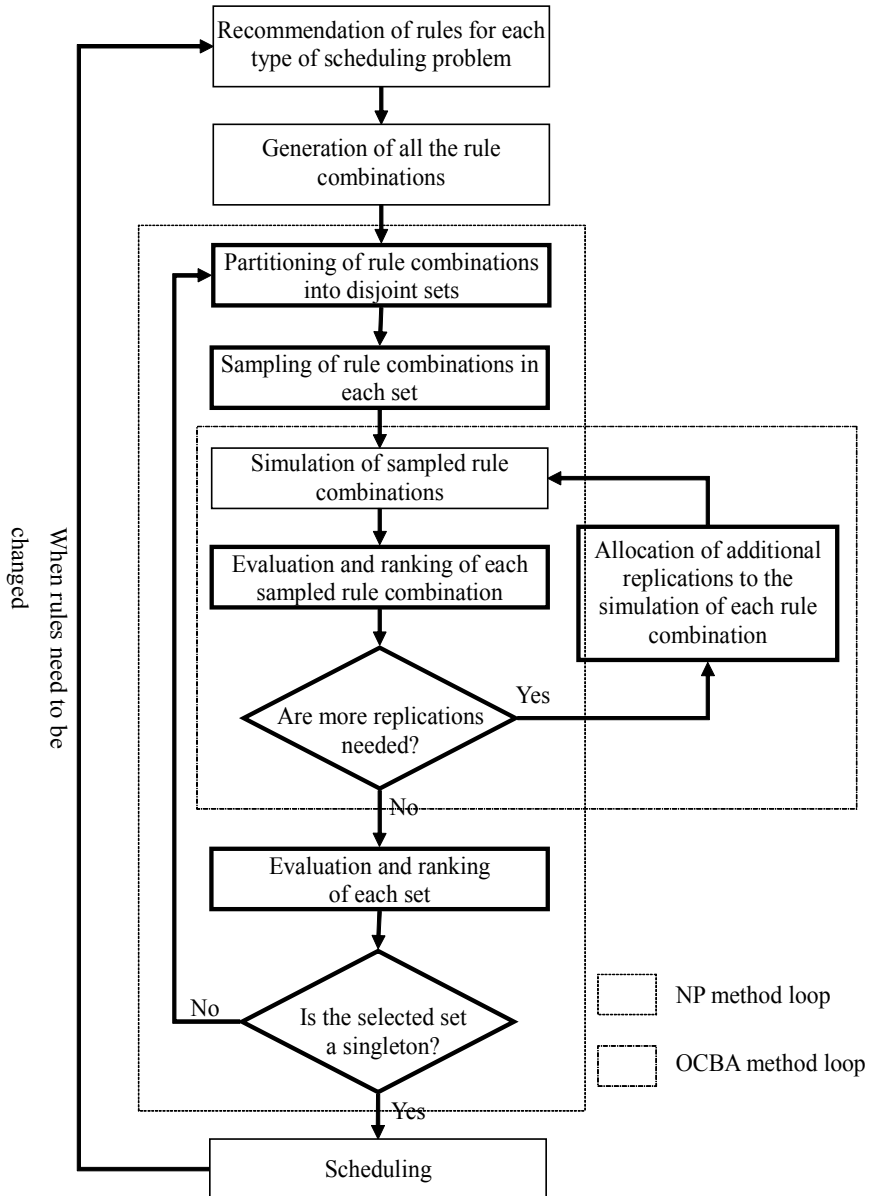 Recommendation of rules for each
type of scheduling problem
Generation of all the rule
combinations
Partitioning of rule combinations
into disjoint sets
Sampling of rule combinations in
each set
Simulation of sampled rule
combinations
Evaluation and ranking of each
sampled rule combination
Allocation of additional
replications to the
simulation of each rule
combination
Are more replications
needed?
Yes
No
Evaluation and ranking
of each set
Is the selected set
a singleton?
No
Yes
Scheduling
When rules need to be
changed
NP method loop
OCBA method loop